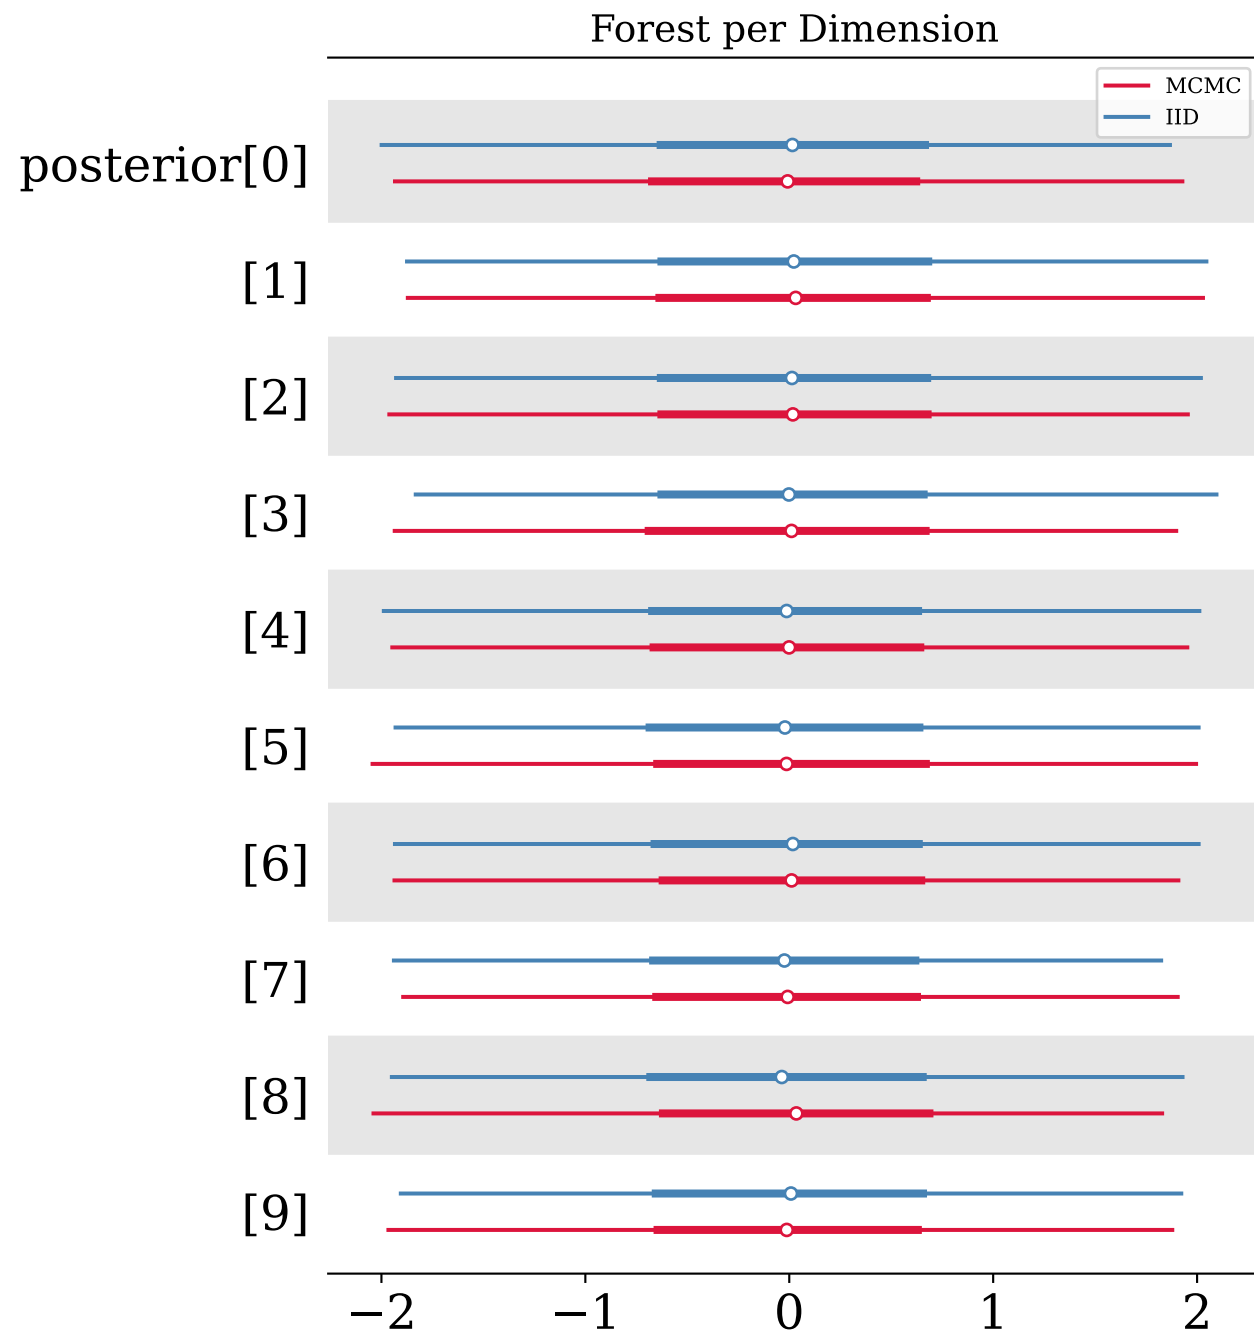 Forest per Dimension
MCMC
IID
posterior[0]
[1]
[2]
[3]
[4]
[5]
[6]
[7]
[8]
[9]
−2 −1 0 1 2